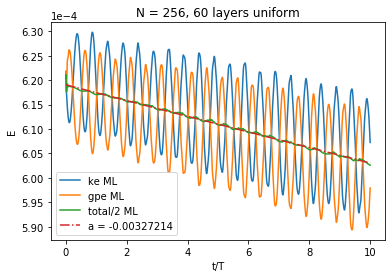 N = 256, 60 layers uniform
1e−4
6.30
6.25
6.20
6.15
6.10
6.05
6.00
5.95
5.90
E
ke ML
gpe ML
total/2 ML
a = -0.00327214
0 2 4 6 8 10
t/T